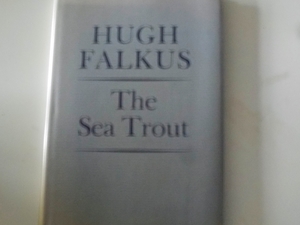 HUGH
FALKUS
The
Sea Trout